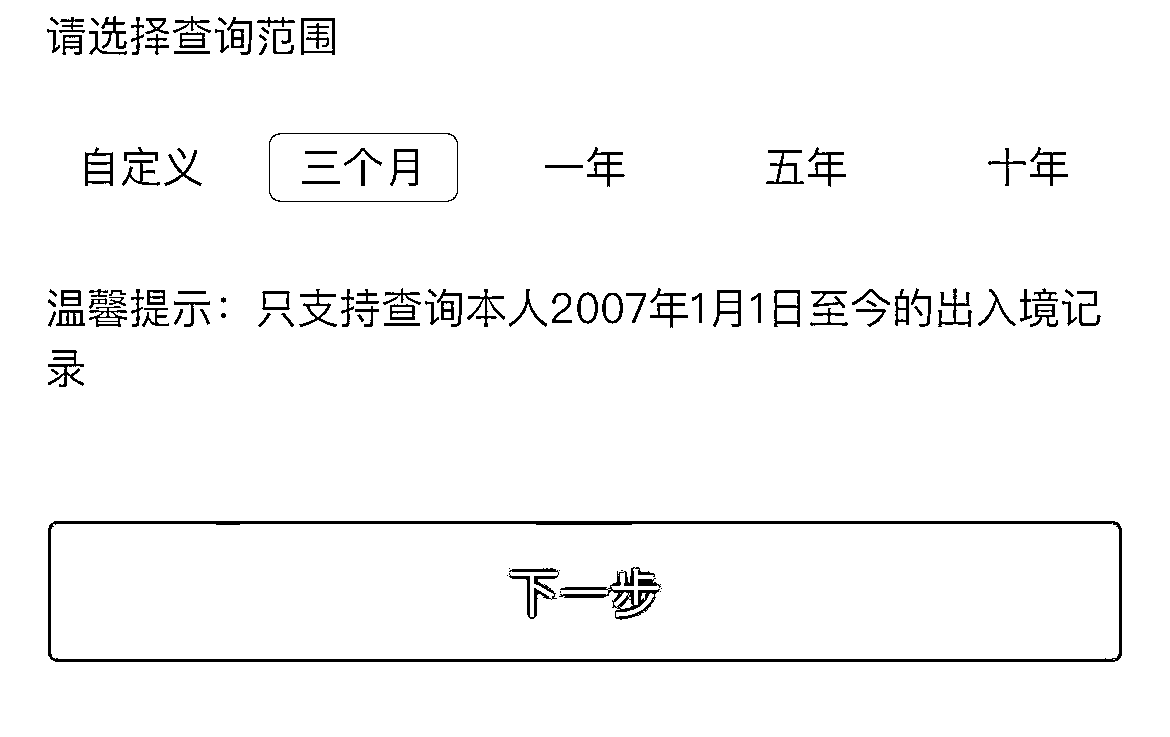 请选择查询范围
自定义 三个月 一年 五年 十年
温馨提示：只支持查询本人2007年1月1日至今的出入境记
录
下一步